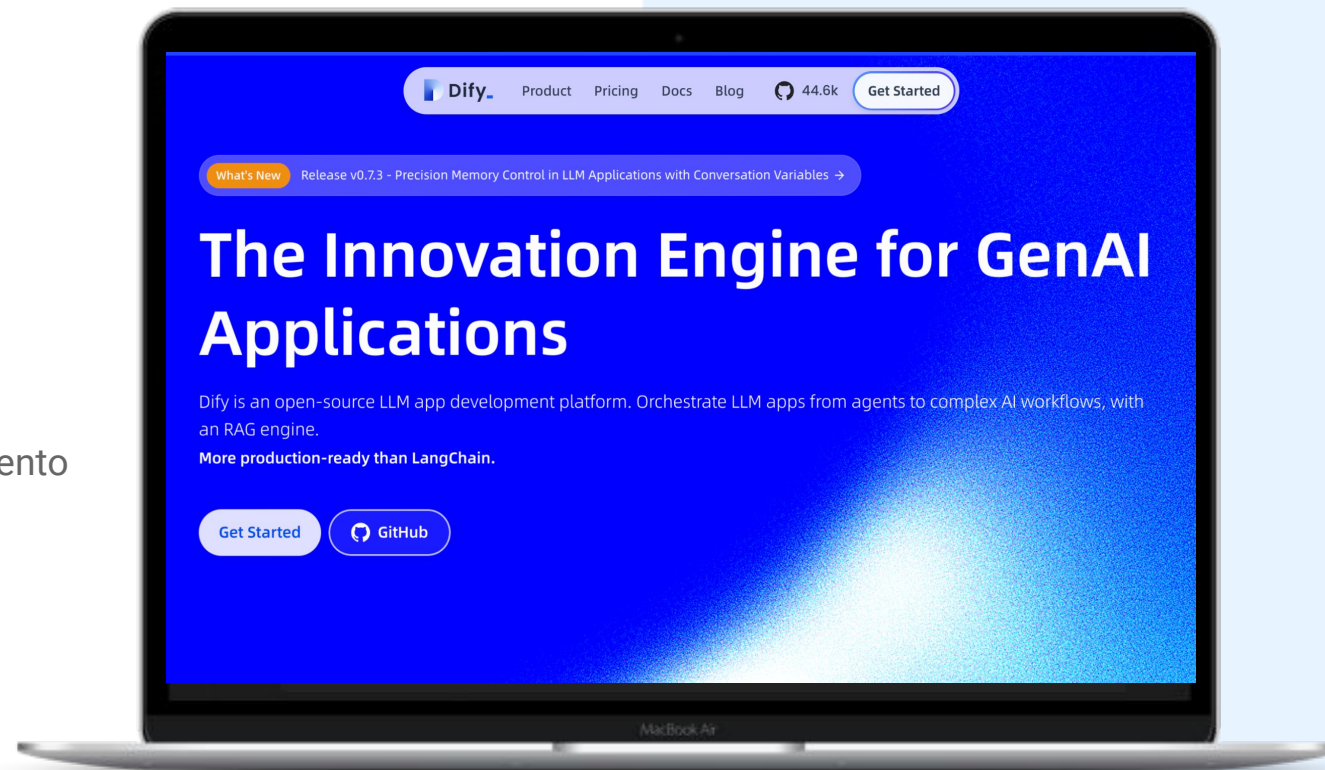 Dify_
Product Pricing Docs Blog 44.6k Get Started
What's New Release v0.7.3 - Precision Memory Control in LLM Applications with Conversation Variables →
The Innovation Engine for GenAI
Applications
Dify is an open-source LLM app development platform. Orchestrate LLM apps from agents to complex AI workflows, with
an RAG engine.
ento
More production-ready than LangChain.
Get Started GitHub
MacBook Air